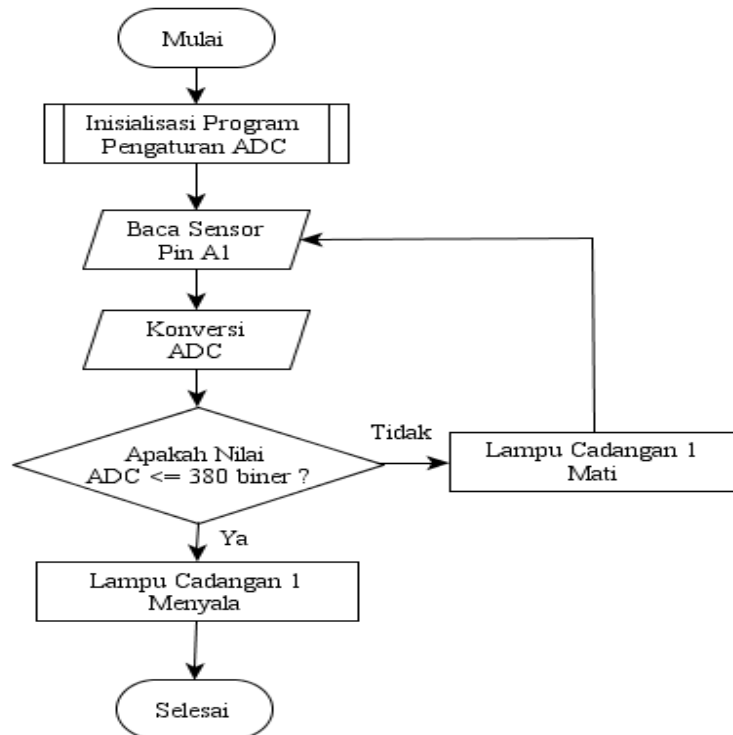 Mulai
Inisialisasi Program
Pengaturan ADC
Baca Sensor
Pin A1
Konversi
ADC
Apakah Nilai
ADC <= 380 biner ?
Tidak
Lampu Cadangan 1
Mati
Ya
Lampu Cadangan 1
Menyala
Selesai